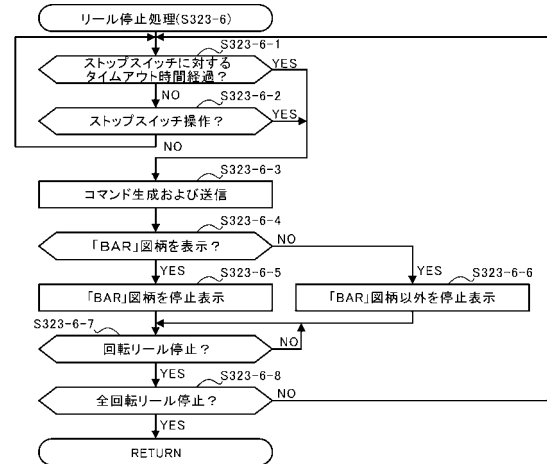 リール停止処理(S323-6)
S323-6-1
ストップスイッチに対する
タイムアウト時間経過？
YES
NO
S323-6-2
ストップスイッチ操作？
YES
NO
S323-6-3
コマンド生成および送信
S323-6-4
「BAR」図柄を表示？
NO
YES
S323-6-5
YES
S323-6-6
「BAR」図柄を停止表示
「BAR」図柄以外を停止表示
S323-6-7
回転リール停止？
NO
YES
S323-6-8
全回転リール停止？
NO
YES
RETURN